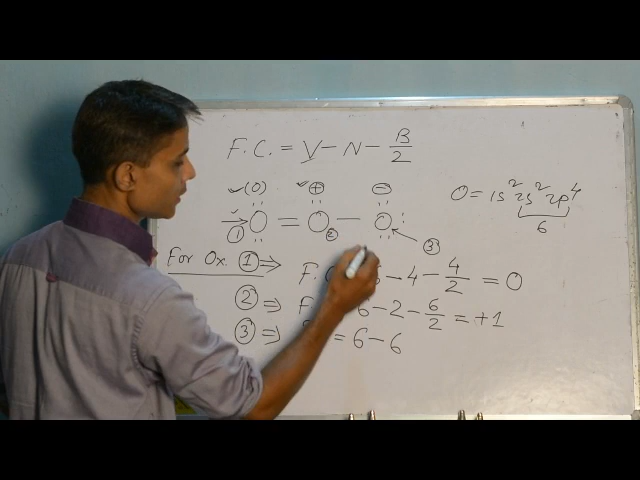 F.C. = V - N - B/2
✓(0) ✓⊕ ⊖
O = 1s² 2s² 2p⁴
6
① O = O ② — O ③
For Ox. ① ⇒ F.C - 4 - 4/2 = 0
② ⇒ F 6 - 2 - 6/2 = +1
③ ⇒ = 6 - 6